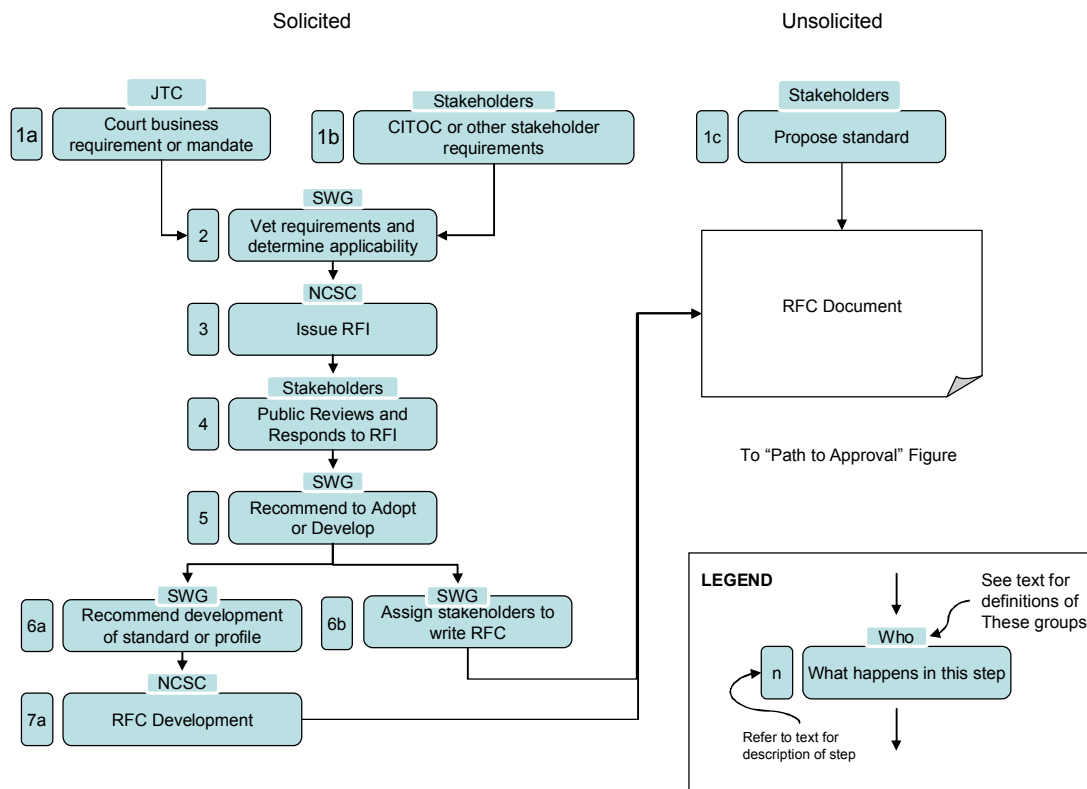 Solicited
Unsolicited
JTC
1a
Court business
requirement or mandate
Stakeholders
1b
CITOC or other stakeholder
requirements
Stakeholders
1c
Propose standard
SWG
2
Vet requirements and
determine applicability
NCSC
3
Issue RFI
RFC Document
Stakeholders
4
Public Reviews and
Responds to RFI
To “Path to Approval” Figure
SWG
5
Recommend to Adopt
or Develop
SWG
6a
Recommend development
of standard or profile
SWG
6b
Assign stakeholders to
write RFC
NCSC
7a
RFC Development
LEGEND
See text for
definitions of
These groups
Who
n
What happens in this step
Refer to text for
description of step